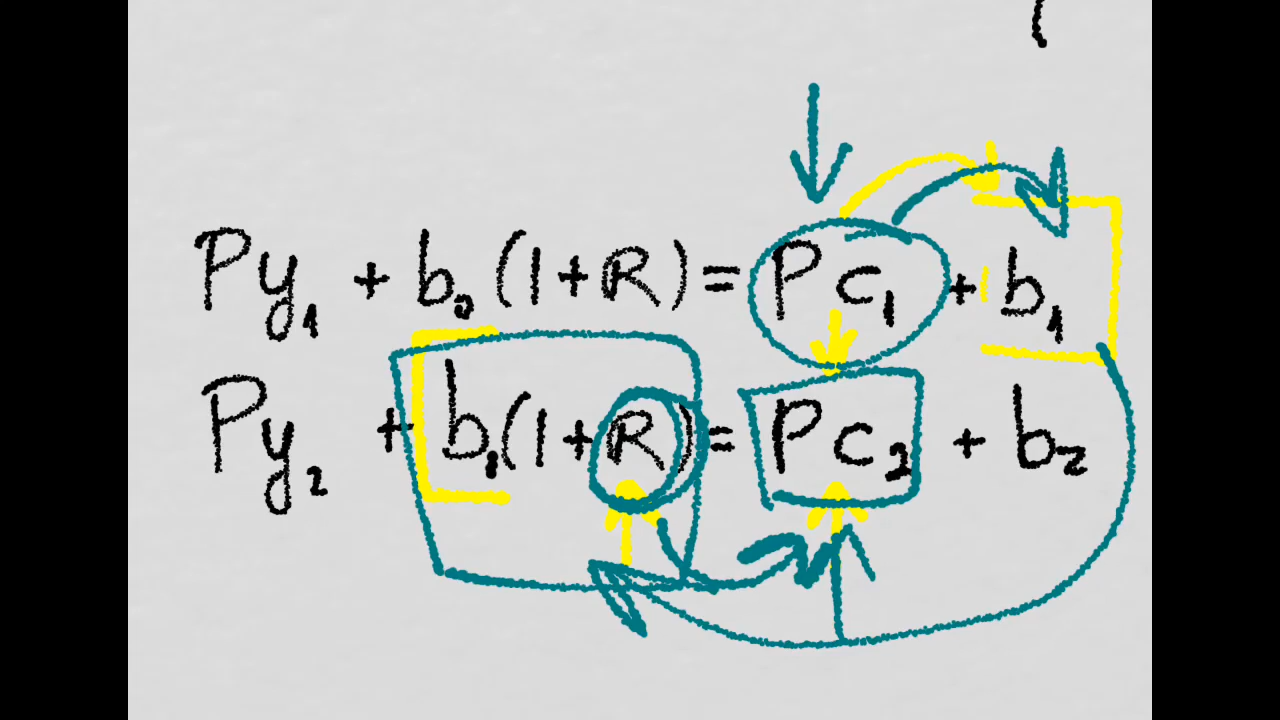 (
Py₁ + b₀ (1+R) = Pc₁ + b₁
Py₂ + b₁(1+R) = Pc₂ + b₂